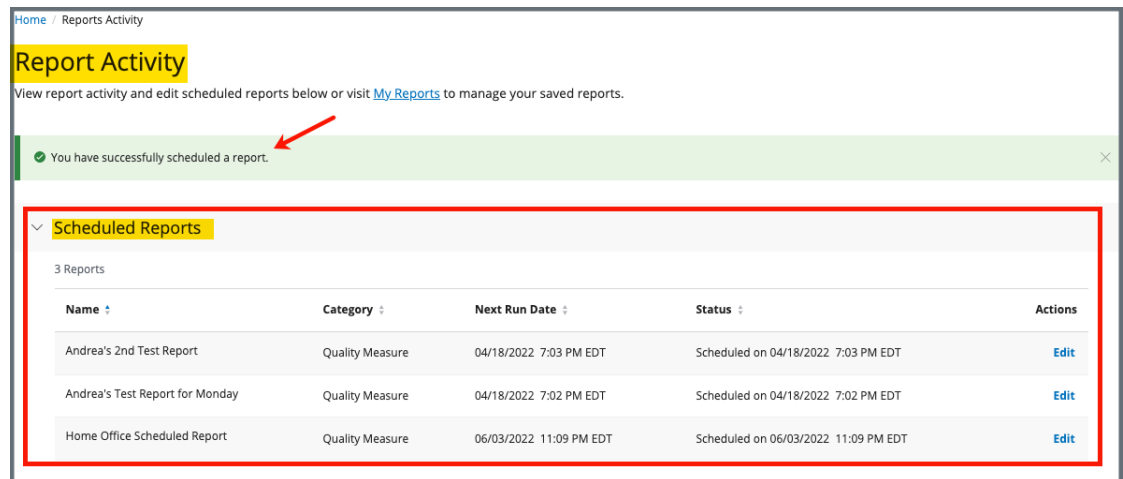 Home / Reports Activity
Report Activity
View report activity and edit scheduled reports below or visit My Reports to manage your saved reports.
You have successfully scheduled a report.
Scheduled Reports
3 Reports
Name Category Next Run Date Status Actions
Andrea's 2nd Test Report Quality Measure 04/18/2022 7:03 PM EDT Scheduled on 04/18/2022 7:03 PM EDT Edit
Andrea's Test Report for Monday Quality Measure 04/18/2022 7:02 PM EDT Scheduled on 04/18/2022 7:02 PM EDT Edit
Home Office Scheduled Report Quality Measure 06/03/2022 11:09 PM EDT Scheduled on 06/03/2022 11:09 PM EDT Edit